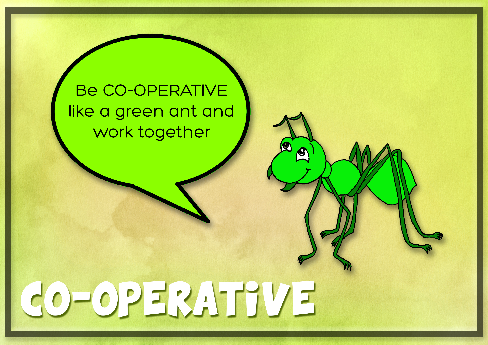 Be CO-OPERATIVE
like a green ant and
work together
CO-OPERATiVE